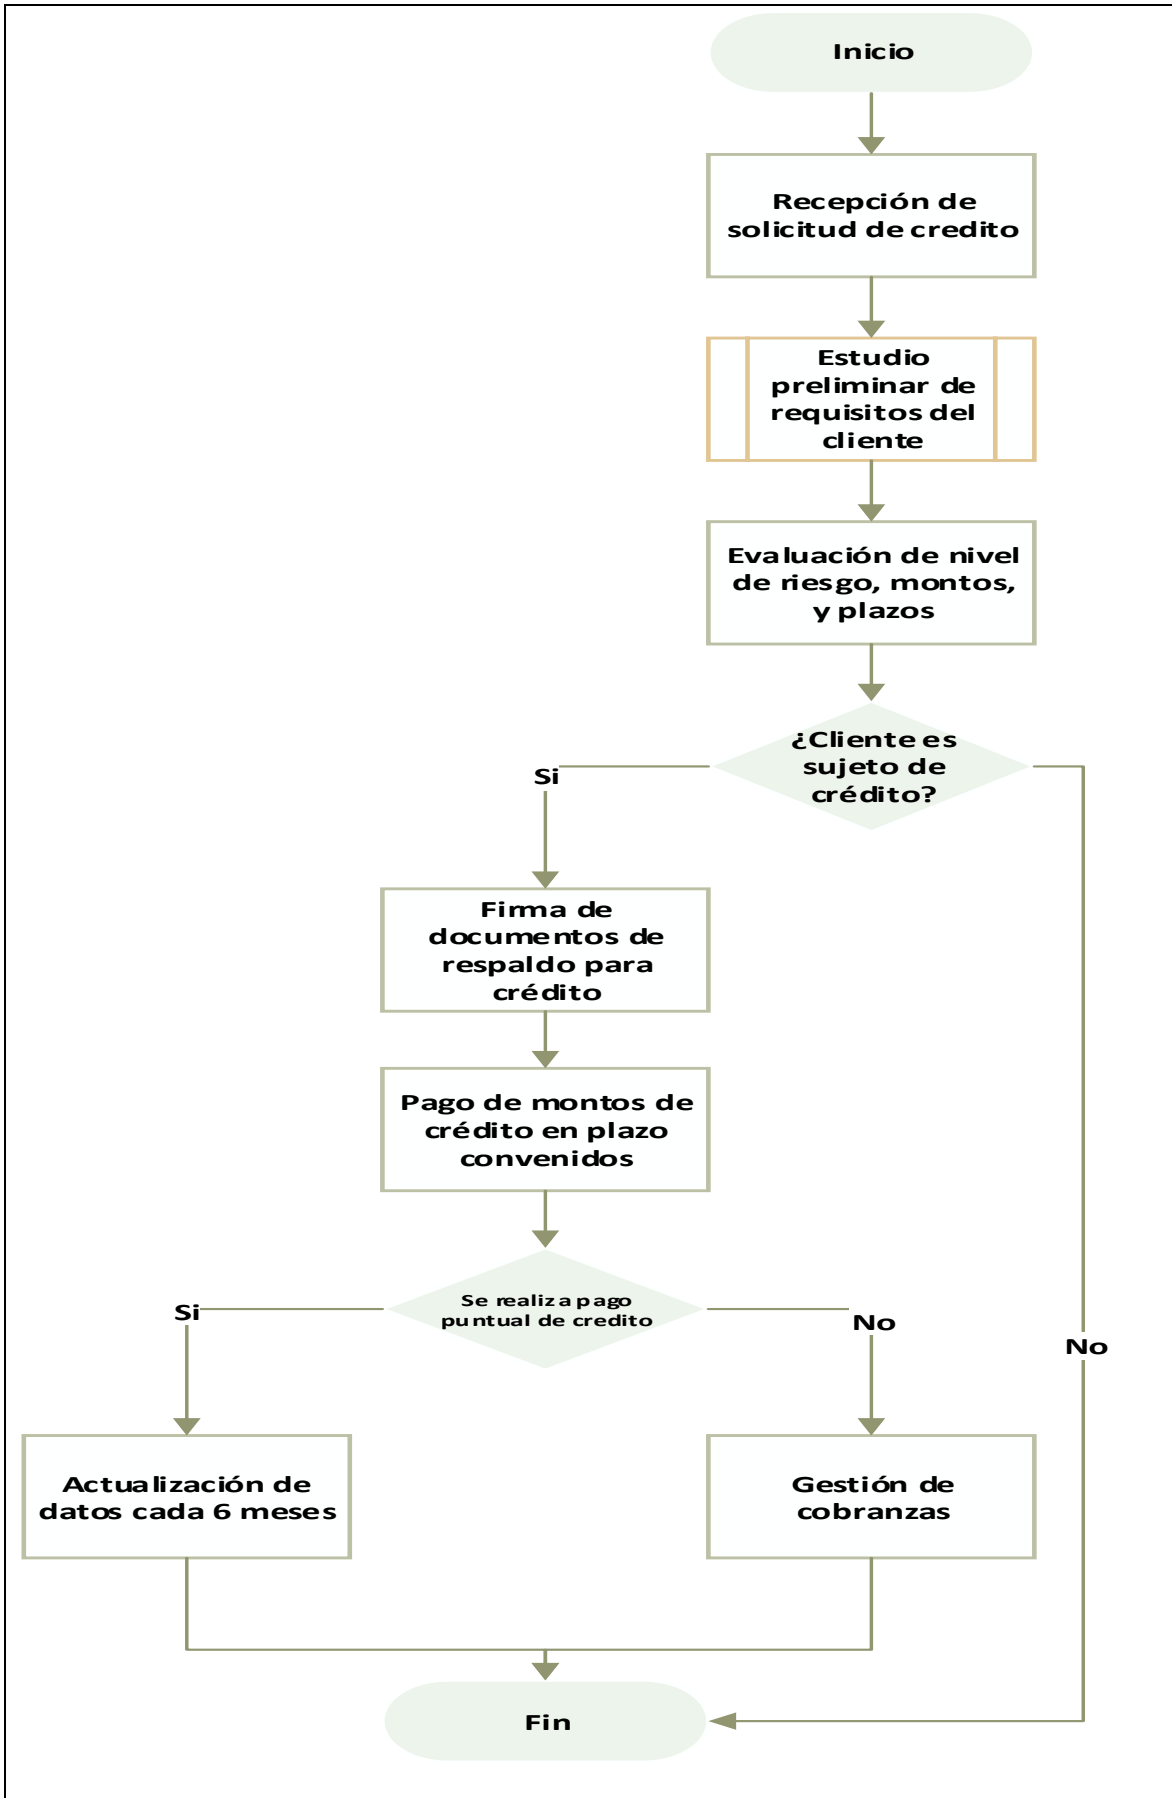 Inicio
Recepción de
solicitud de credito
Estudio
preliminar de
requisitos del
cliente
Evaluación de nivel
de riesgo, montos,
y plazos
¿Cliente es
sujeto de
crédito?
Si
Firma de
documentos de
respaldo para
crédito
Pago de montos de
crédito en plazo
convenidos
Se realiza pago
puntual de credito
Si
No
No
Actualización de
datos cada 6 meses
Gestión de
cobranzas
Fin